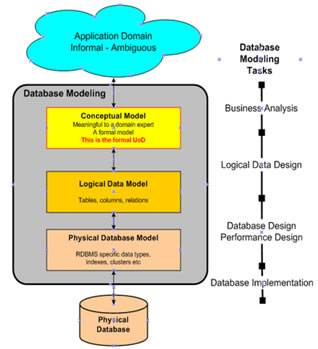 Application Domain
Informal - Ambiguous
Database Modeling
Conceptual Model
Meaningful to a domain expert
A formal model
This is the formal UoD
Logical Data Model
Tables, columns, relations
Physical Database Model
RDBMS specific data types,
indexes, clusters etc
Physical
Database
Database
Modeling
Tasks
Business Analysis
Logical Data Design
Database Design
Performance Design
Database Implementation